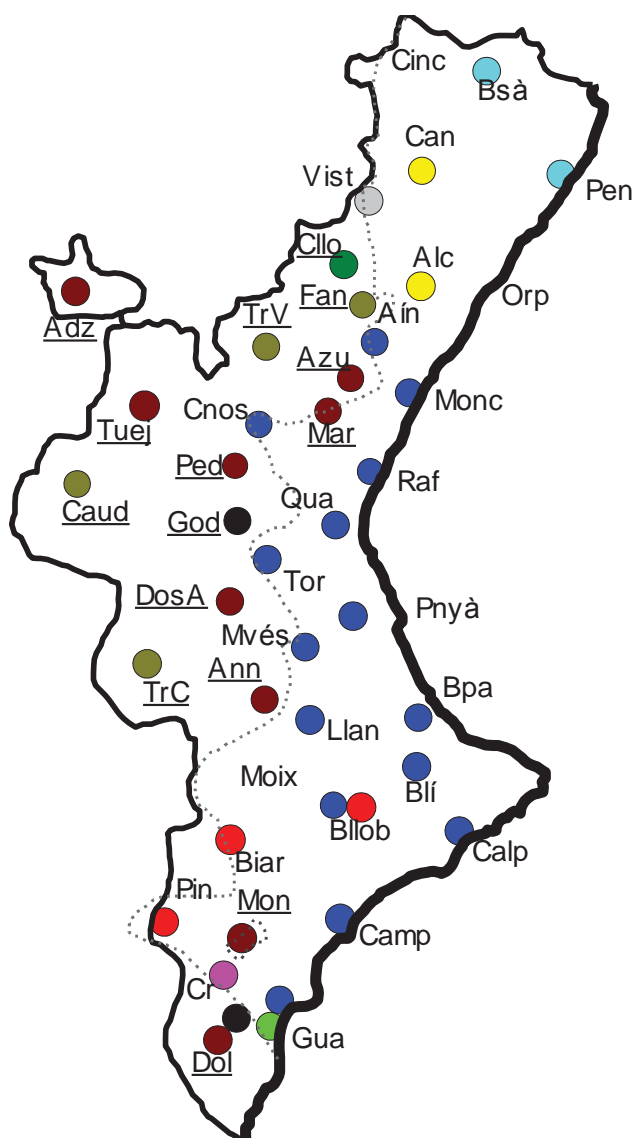 Cinc
Bsà
Can
Vist
Pen
Cllo
Alc
Fan
Orp
Adz
TrV
Aín
Azu
Monc
Cnos
Tuej
Mar
Ped
Raf
Caud
Qua
God
Tor
DosA
Pnyà
Mvés
Ann
TrC
Bpa
Llan
Moix
Blí
Bllob
Calp
Biar
Pin
Mon
Camp
Cr
Gua
Dol